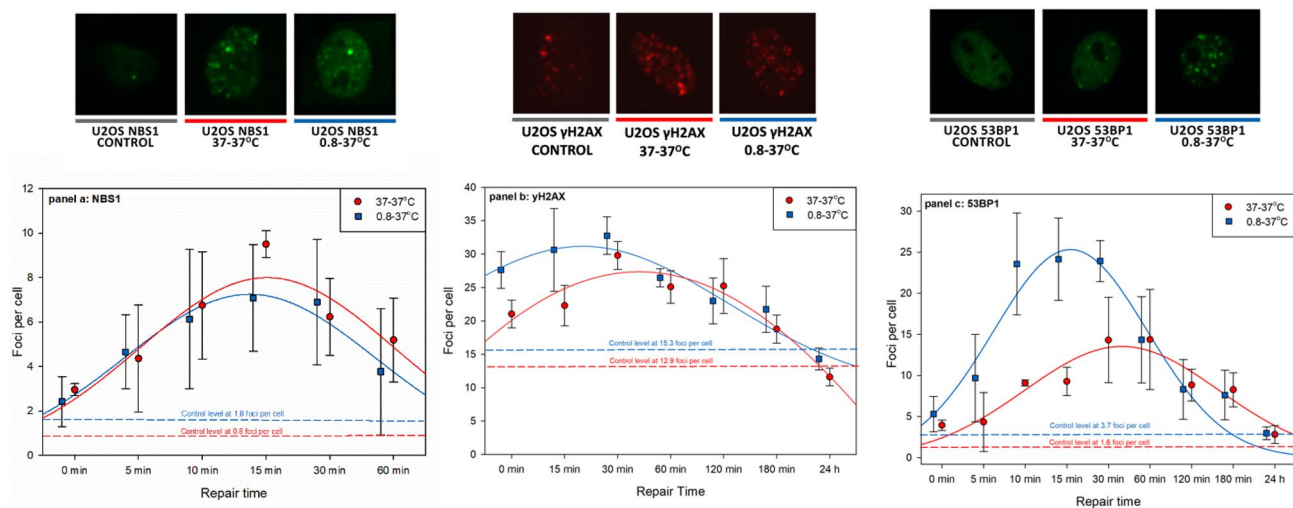 U2OS NBS1
CONTROL
U2OS NBS1
37-37°C
U2OS NBS1
0.8-37°C
U2OS γH2AX
CONTROL
U2OS γH2AX
37-37°C
U2OS γH2AX
0.8-37°C
U2OS 53BP1
CONTROL
U2OS 53BP1
37-37°C
U2OS 53BP1
0.8-37°C
panel a: NBS1
37-37°C
0.8-37°C
Foci per cell
12
10
8
6
4
2
0
Control level at 1.8 foci per cell
Control level at 0.8 foci per cell
0 min
5 min
10 min
15 min
30 min
60 min
Repair time
panel b: γH2AX
37-37°C
0.8-37°C
Foci per cell
40
35
30
25
20
15
10
5
0
Control level at 15.3 foci per cell
Control level at 12.9 foci per cell
0 min
15 min
30 min
60 min
120 min
180 min
24 h
Repair Time
panel c: 53BP1
37-37°C
0.8-37°C
Foci per cell
30
25
20
15
10
5
0
Control level at 3.7 foci per cell
Control level at 1.6 foci per cell
0 min
5 min
10 min
15 min
30 min
60 min
120 min
180 min
24 h
Repair time